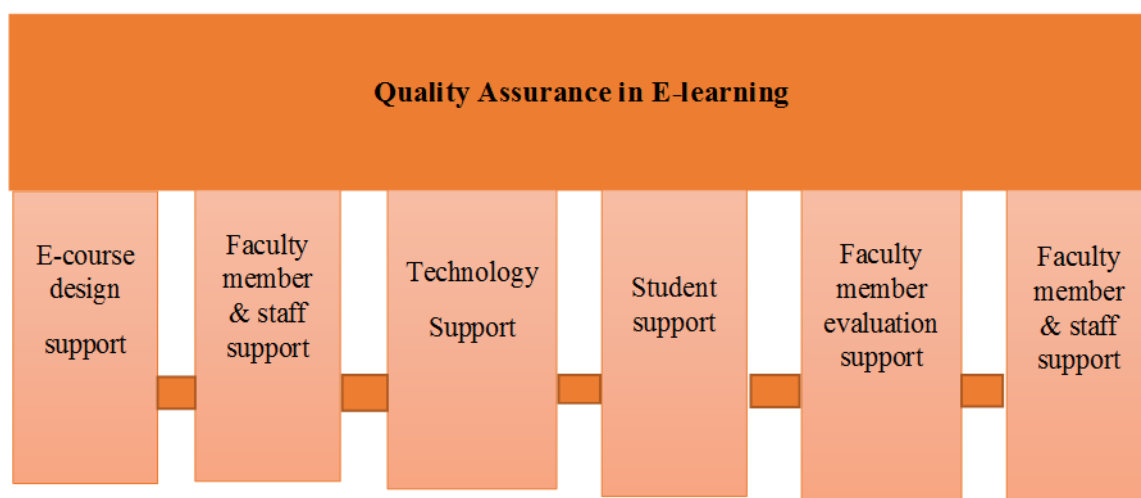 Quality Assurance in E-learning
E-course
design
support
Faculty
member
& staff
support
Technology
Support
Student
support
Faculty
member
evaluation
support
Faculty
member
& staff
support